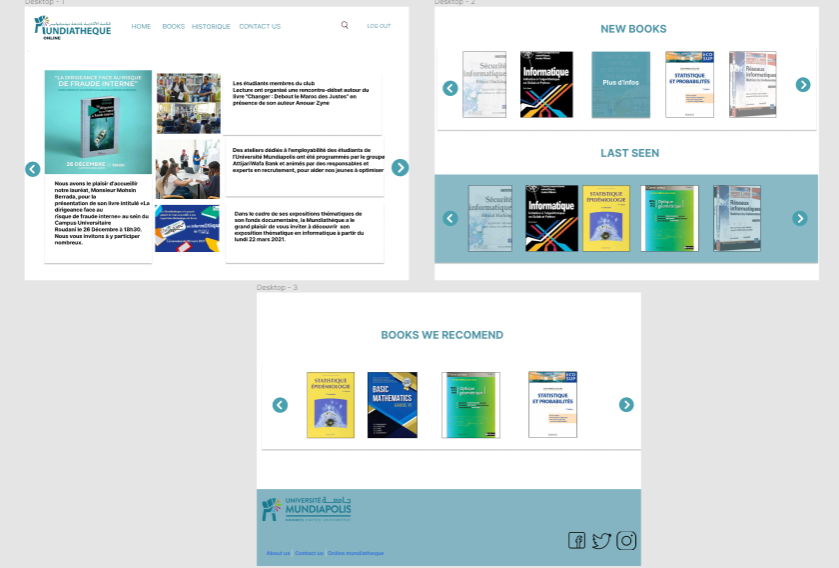 Desktop - 1
MUNDIATHEQUE
ONLINE
HOME BOOKS HISTORIQUE CONTACT US LOG OUT
"LA DIRIGEANCE FACE AU RISQUE
DE FRAUDE INTERNE"
26 DÉCEMBRE
Nous avons le plaisir d'accueillir
notre lauréat, Monsieur Mohsin
Berrada, pour la
présentation de son livre intitulé «La
dirigeance face au
risque de fraude interne» au sein du
Campus Universitaire
Roudani le 26 Décembre à 18h30.
Nous vous invitons à y participer
nombreux.
Les étudiants membres du club
Lecture ont organisé une rencontre-débat autour du
livre "Changer : Debout le Maroc des Justes" en
présence de son auteur Anouar Zyne
Des ateliers dédiés à l'employabilité des étudiants de
l'Université Mundiapolis ont été programmés par le groupe
Attijari Wafa Bank et animés par des responsables et
experts en recrutement, pour aider nos jeunes à optimiser
Dans le cadre de ses expositions thématiques de
son fonds documentaire, la Mundiathèque a le
grand plaisir de vous inviter à découvrir son
exposition thématique en informatique à partir du
lundi 22 mars 2021.
Desktop - 2
NEW BOOKS
Sécurité
informatique
Informatique
Plus d'infos
ECO
SUP
STATISTIQUE
ET PROBABILITÉS
Réseaux
informatiques
LAST SEEN
Sécurité
informatique
Informatique
STATISTIQUE
ÉPIDÉMIOLOGIE
Optique
géométrique
Réseaux
informatiques
Desktop - 3
BOOKS WE RECOMEND
STATISTIQUE
ÉPIDÉMIOLOGIE
BASIC
MATHEMATICS
Optique
géométrique
ECO
SUP
STATISTIQUE
ET PROBABILITÉS
UNIVERSITÉ جامعة
MUNDIAPOLIS
About us | Contact us | Online mundiatheque